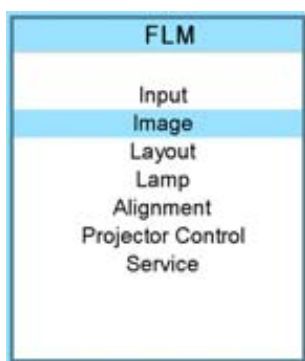 FLM
Input
Image
Layout
Lamp
Alignment
Projector Control
Service